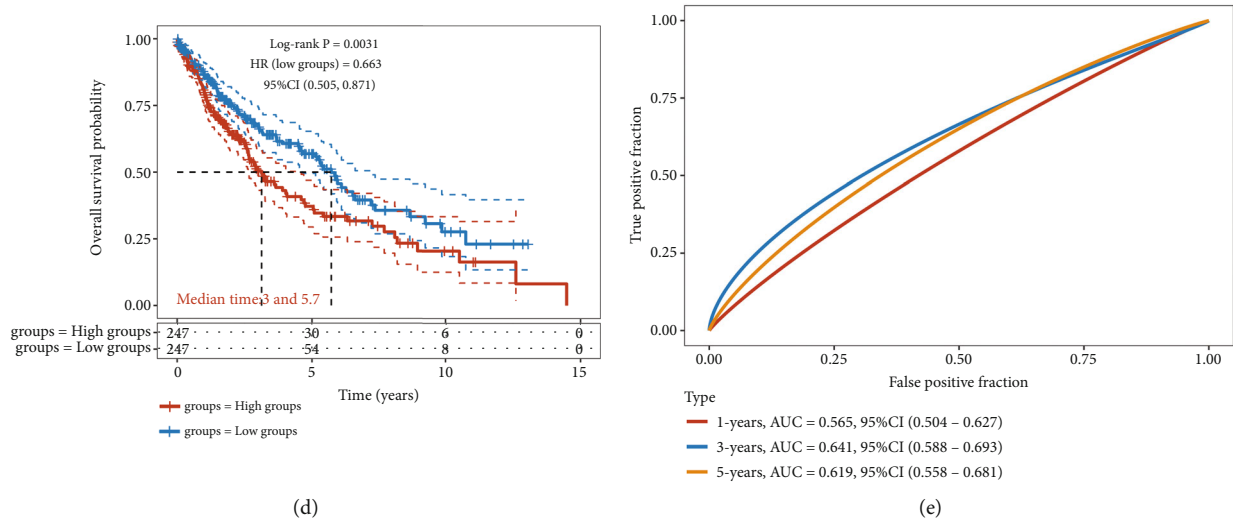 Log-rank P = 0.0031
HR (low groups) = 0.663
95%CI (0.505, 0.871)
Overall survival probability
1.00
0.75
0.50
0.25
0.00
Median time:3 and 5.7
groups = High groups 247 30 6 0
groups = Low groups 247 54 8 0
0 5 10 15
Time (years)
groups = High groups
groups = Low groups
(d)
True positive fraction
1.00
0.75
0.50
0.25
0.00
0.00 0.25 0.50 0.75 1.00
False positive fraction
Type
1-years, AUC = 0.565, 95%CI (0.504 – 0.627)
3-years, AUC = 0.641, 95%CI (0.588 – 0.693)
5-years, AUC = 0.619, 95%CI (0.558 – 0.681)
(e)